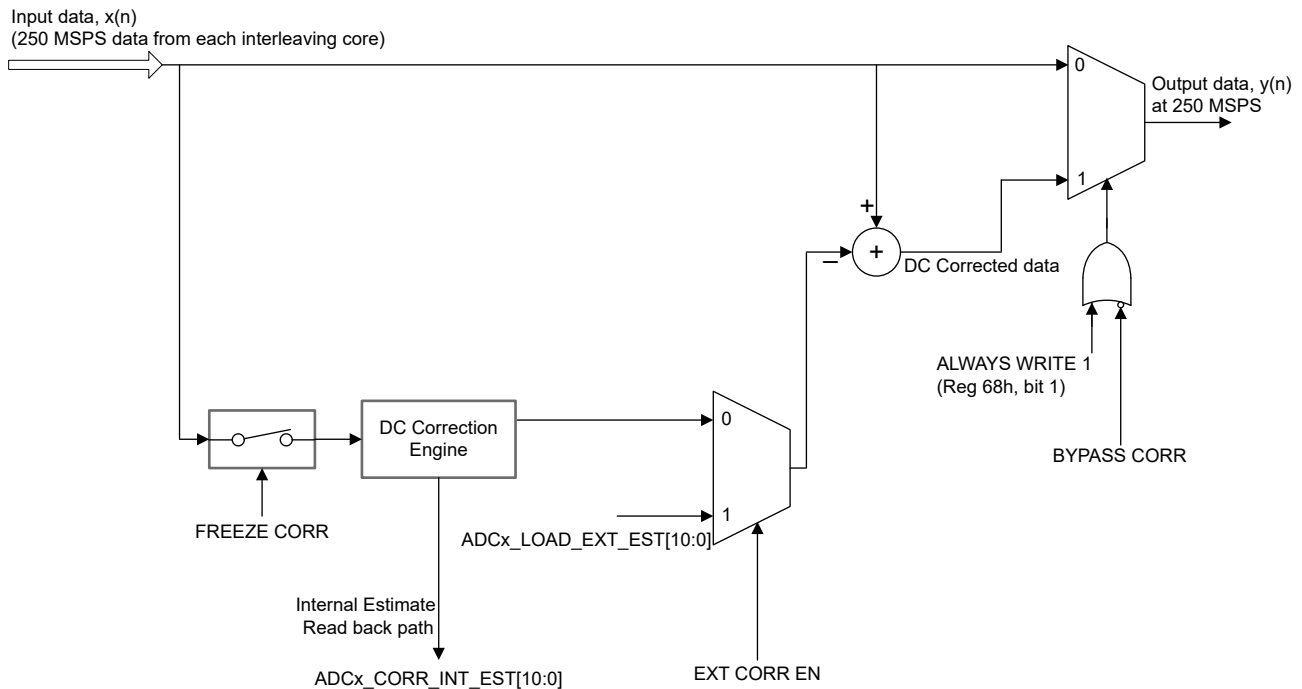 Input data, x(n)
(250 MSPS data from each interleaving core)
0
Output data, y(n)
at 250 MSPS
1
+
+
–
DC Corrected data
ALWAYS WRITE 1
(Reg 68h, bit 1)
BYPASS CORR
DC Correction
Engine
0
FREEZE CORR
1
ADCx_LOAD_EXT_EST[10:0]
Internal Estimate
Read back path
ADCx_CORR_INT_EST[10:0]
EXT CORR EN